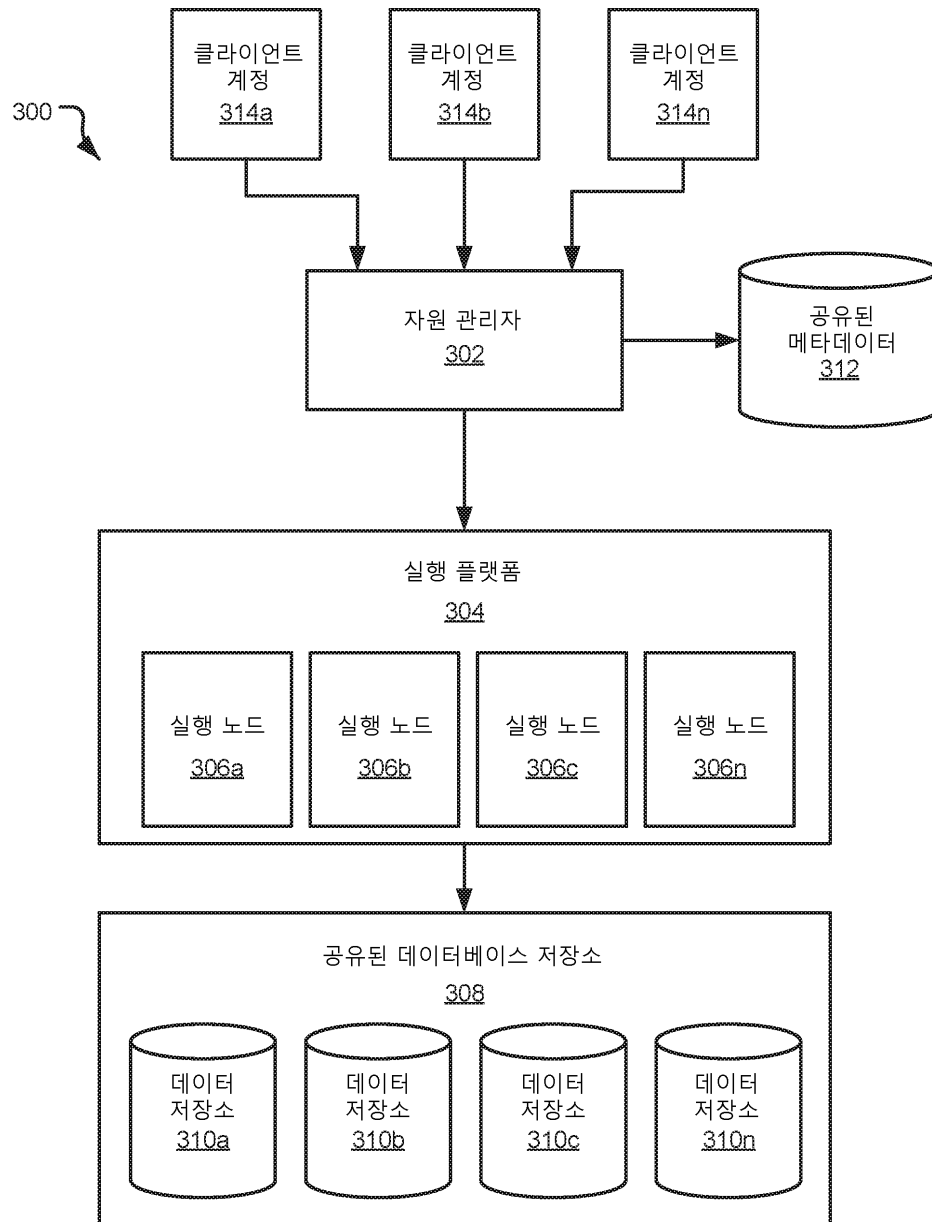 300
클라이언트
계정
314a
클라이언트
계정
314b
클라이언트
계정
314n
자원 관리자
302
공유된
메타데이터
312
실행 플랫폼
304
실행 노드
306a
실행 노드
306b
실행 노드
306c
실행 노드
306n
공유된 데이터베이스 저장소
308
데이터
저장소
310a
데이터
저장소
310b
데이터
저장소
310c
데이터
저장소
310n